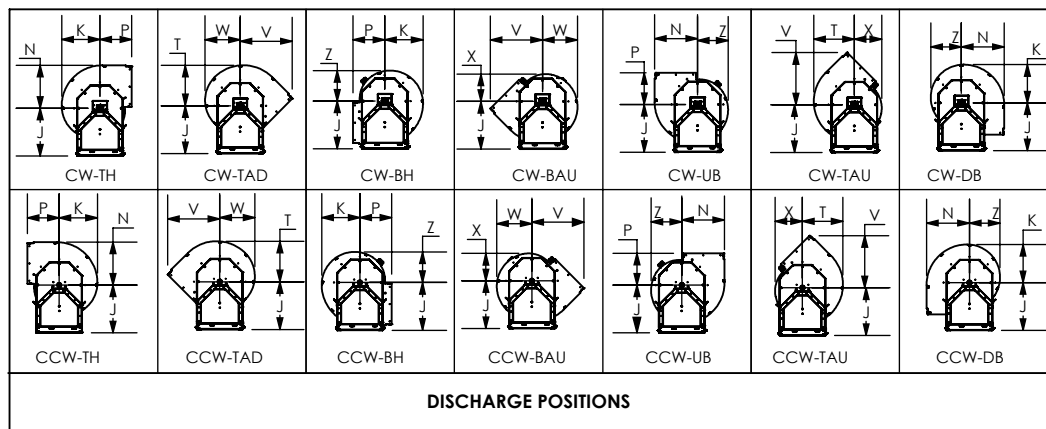 K P
N
J
CW-TH
W V
T
J
CW-TAD
P K
Z
J
CW-BH
V W
X
J
CW-BAU
N Z
P
J
CW-UB
T X
V
J
CW-TAU
Z N
K
J
CW-DB
P K
N
J
CCW-TH
V W
T
J
CCW-TAD
K P
Z
J
CCW-BH
W V
X
J
CCW-BAU
Z N
P
J
CCW-UB
X T
V
J
CCW-TAU
N Z
K
J
CCW-DB
DISCHARGE POSITIONS